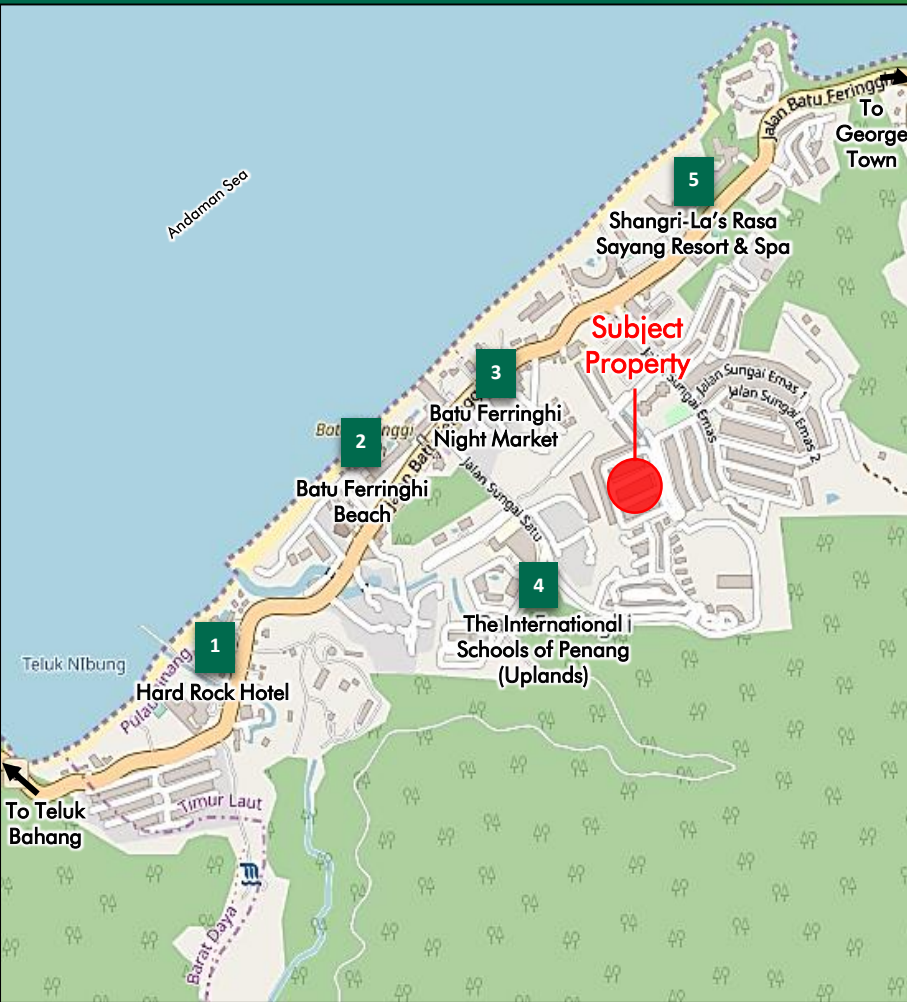 Jalan Batu Feringghi
To
George
Town
Andaman Sea
5
Shangri-La's Rasa
Sayang Resort & Spa
Subject
Property
3
Batu Ferringhi
Night Market
Jalan Sungai Emas
Jalan Sungai Emas 1
Jalan Sungai Emas 2
2
Batu Ferringhi
Beach
Jalan Sungai Satu
4
The International
Schools of Penang
(Uplands)
1
Hard Rock Hotel
Teluk NIbung
To Teluk
Bahang
Timur Laut
Barat Daya